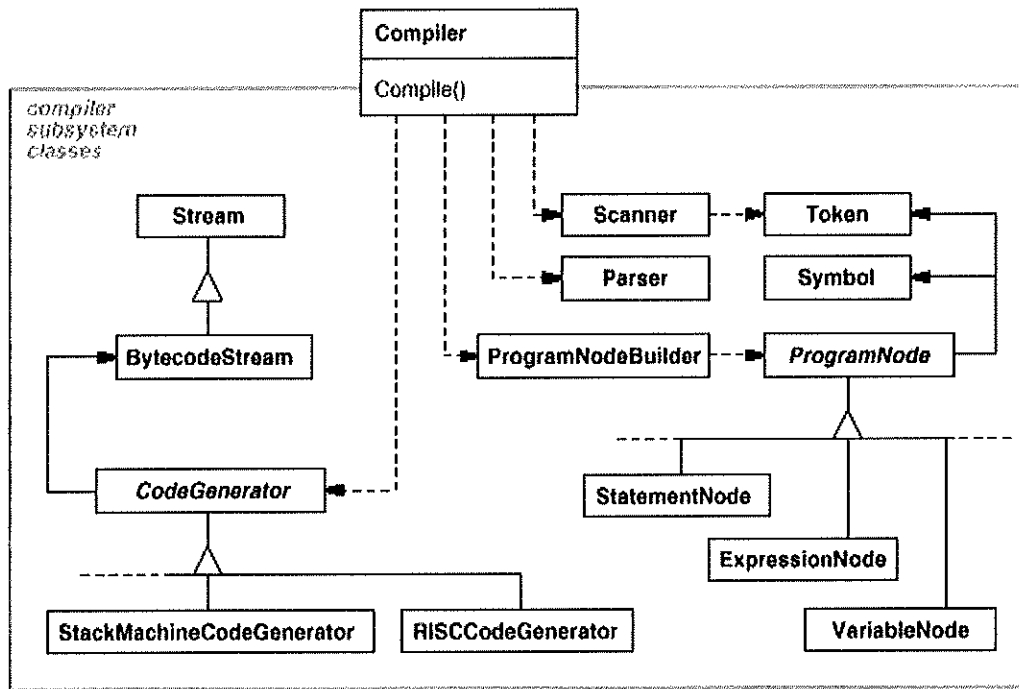 Compiler
Compile()
compiler
subsystem
classes
Stream
Scanner
Token
Parser
Symbol
BytecodeStream
ProgramNodeBuilder
ProgramNode
CodeGenerator
StatementNode
ExpressionNode
StackMachineCodeGenerator
RISCCodeGenerator
VariableNode